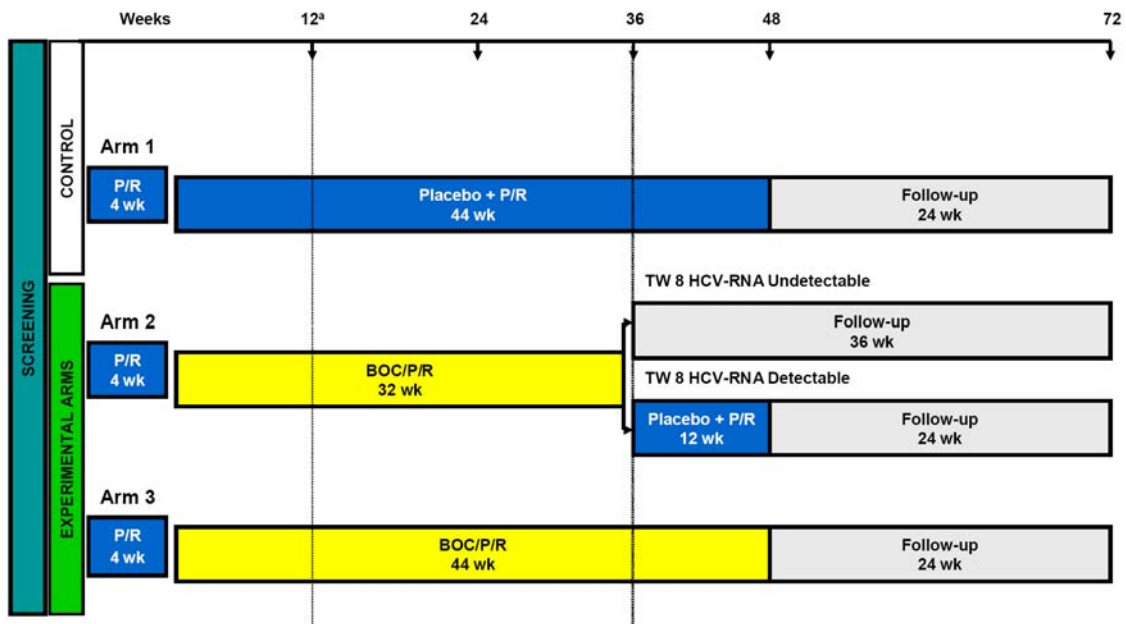 Weeks 12ª 24 36 48 72
SCREENING
CONTROL
Arm 1
P/R
4 wk
Placebo + P/R
44 wk
Follow-up
24 wk
EXPERIMENTAL ARMS
Arm 2
P/R
4 wk
BOC/P/R
32 wk
TW 8 HCV-RNA Undetectable
Follow-up
36 wk
TW 8 HCV-RNA Detectable
Placebo + P/R
12 wk
Follow-up
24 wk
Arm 3
P/R
4 wk
BOC/P/R
44 wk
Follow-up
24 wk